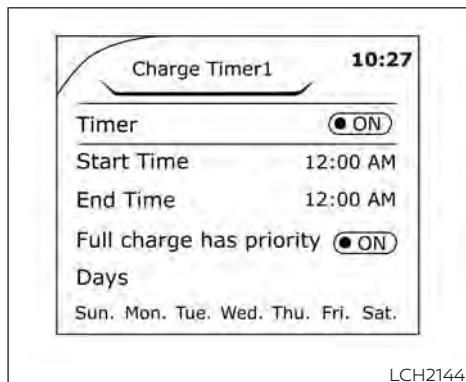 Charge Timer1 10:27
Timer ON
Start Time 12:00 AM
End Time 12:00 AM
Full charge has priority ON
Days
Sun. Mon. Tue. Wed. Thu. Fri. Sat.
LCH2144